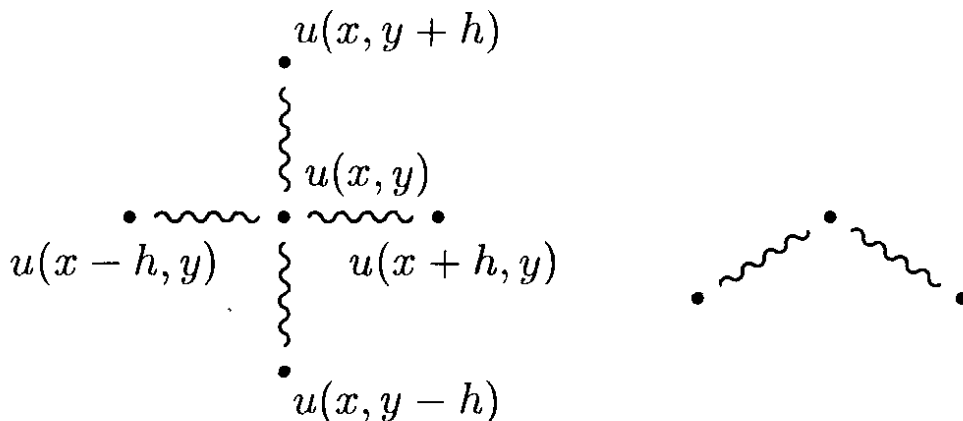 u(x, y + h)
u(x, y)
u(x − h, y)
u(x + h, y)
u(x, y − h)